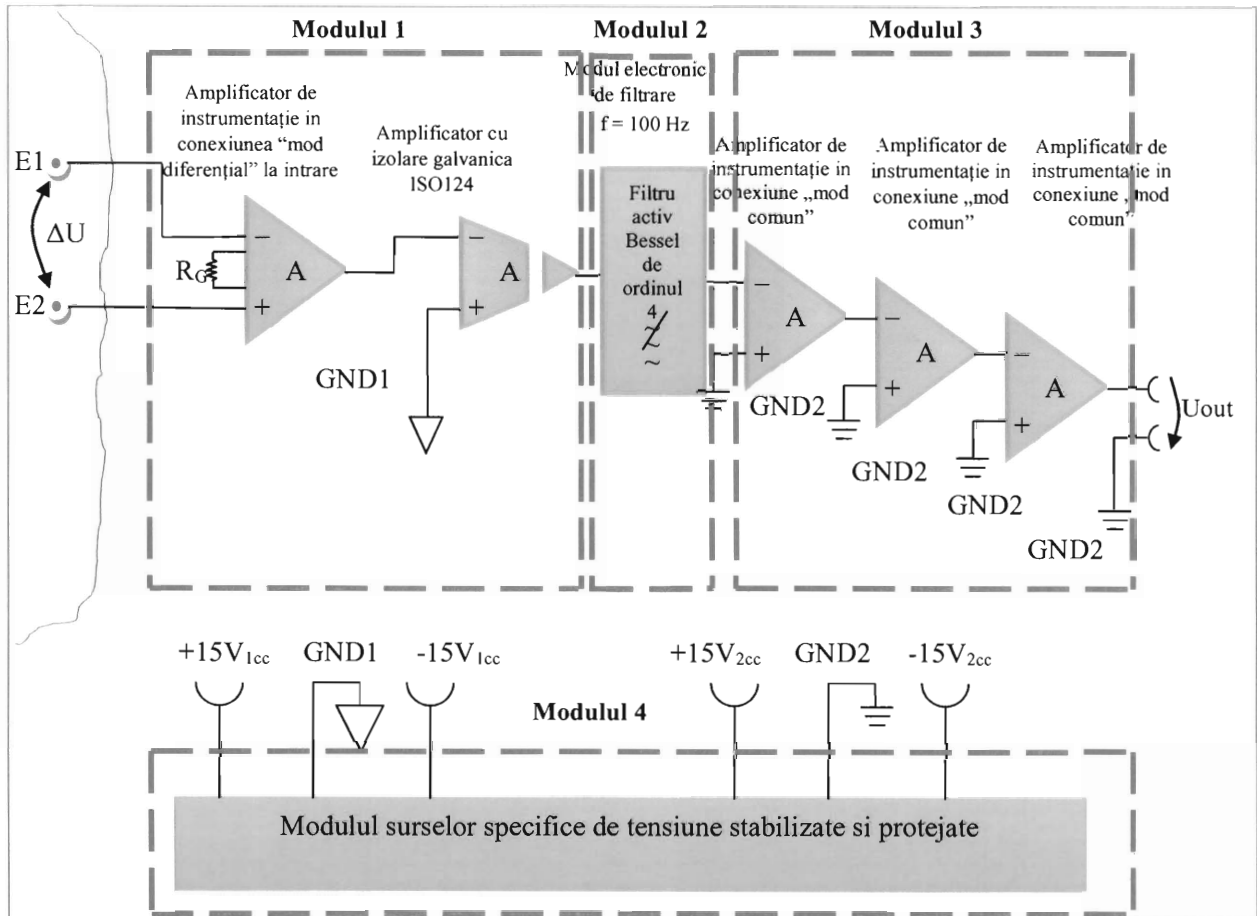 Modulul 1
Modulul 2
Modulul 3
Amplificator de
instrumentație in
conexiunea “mod
diferențial” la intrare
Amplificator cu
izolare galvanica
ISO124
Modul electronic
de filtrare
f = 100 Hz
Amplificator de
instrumentație in
conexiune „mod
comun”
Amplificator de
instrumentație in
conexiune „mod
comun”
Amplificator de
instrumentație in
conexiune „mod
comun”
E1
ΔU
E2
R_G
−
A
+
−
A
+
GND1
Filtru
activ
Bessel
de
ordinul
4
−
A
+
GND2
−
A
+
GND2
−
A
+
GND2
Uout
GND2
+15V1cc
GND1
-15V1cc
+15V2cc
GND2
-15V2cc
Modulul 4
Modulul surselor specifice de tensiune stabilizate si protejate